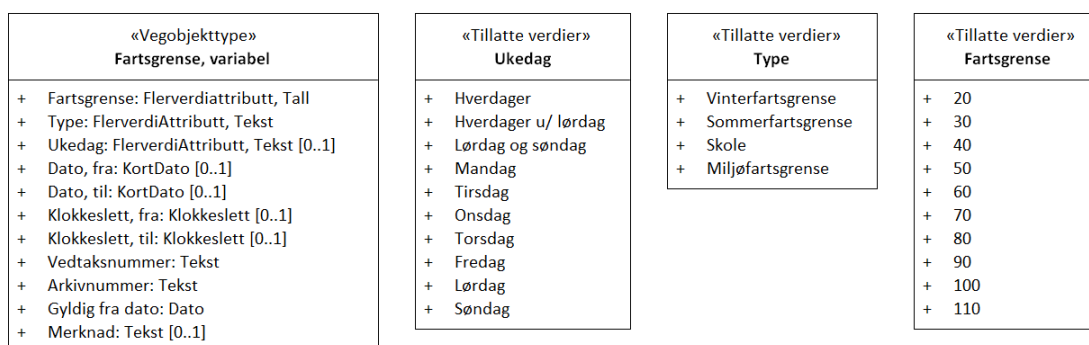 «Vegobjekttype»
Fartsgrense, variabel
+ Fartsgrense: Flerverdiattributt, Tall
+ Type: FlerverdiAttributt, Tekst
+ Ukedag: FlerverdiAttributt, Tekst [0..1]
+ Dato, fra: KortDato [0..1]
+ Dato, til: KortDato [0..1]
+ Klokkeslett, fra: Klokkeslett [0..1]
+ Klokkeslett, til: Klokkeslett [0..1]
+ Vedtaksnummer: Tekst
+ Arkivnummer: Tekst
+ Gyldig fra dato: Dato
+ Merknad: Tekst [0..1]
«Tillatte verdier»
Ukedag
+ Hverdager
+ Hverdager u/ lørdag
+ Lørdag og søndag
+ Mandag
+ Tirsdag
+ Onsdag
+ Torsdag
+ Fredag
+ Lørdag
+ Søndag
«Tillatte verdier»
Type
+ Vinterfartsgrense
+ Sommerfartsgrense
+ Skole
+ Miljøfartsgrense
«Tillatte verdier»
Fartsgrense
+ 20
+ 30
+ 40
+ 50
+ 60
+ 70
+ 80
+ 90
+ 100
+ 110